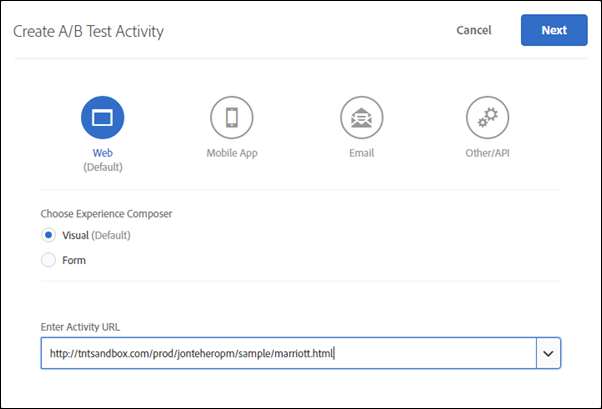 Create A/B Test Activity
Cancel
Next
Web
(Default)
Mobile App
Email
Other/API
Choose Experience Composer
Visual (Default)
Form
Enter Activity URL
http://tntsandbox.com/prod/jonteheropm/sample/marriott.html